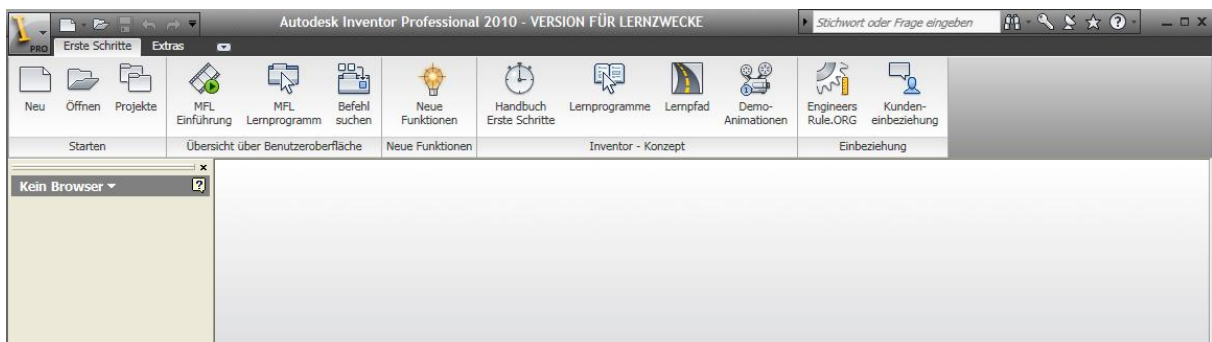 Autodesk Inventor Professional 2010 - VERSION FÜR LERNZWECKE
Stichwort oder Frage eingeben
PRO
Erste Schritte Extras
Neu Öffnen Projekte
MFL Einführung
MFL Lernprogramm
Befehl suchen
Neue Funktionen
Handbuch Erste Schritte
Lernprogramme
Lernpfad
Demo-Animationen
Engineers Rule.ORG
Kunden-einbeziehung
Starten
Übersicht über Benutzeroberfläche
Neue Funktionen
Inventor - Konzept
Einbeziehung
Kein Browser